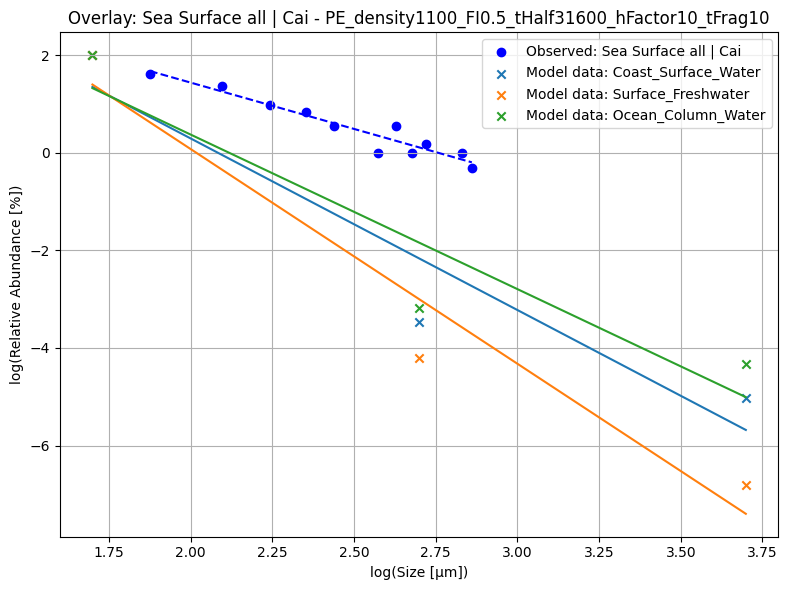 Overlay: Sea Surface all | Cai - PE_density1100_FI0.5_tHalf31600_hFactor10_tFrag10
Observed: Sea Surface all | Cai
Model data: Coast_Surface_Water
Model data: Surface_Freshwater
Model data: Ocean_Column_Water
log(Relative Abundance [%])
2
0
−2
−4
−6
1.75
2.00
2.25
2.50
2.75
3.00
3.25
3.50
3.75
log(Size [µm])